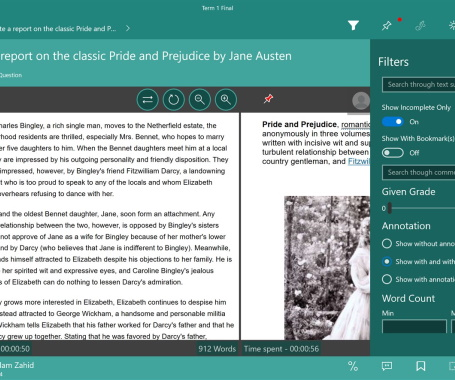 Term 1 Final
te a report on the classic Pride and P...
report on the classic Pride and Prejudice by Jane Austen
Question
harles Bingley, a rich single man, moves to the Netherfield estate, the
rhood residents are thrilled, especially Mrs. Bennet, who hopes to marry
er five daughters to him. When the Bennet daughters meet him at a local
y are impressed by his outgoing personality and friendly disposition. They
impressed, however, by Bingley's friend Fitzwilliam Darcy, a landowning
t who is too proud to speak to any of the locals and whom Elizabeth
overhears refusing to dance with her.
and the oldest Bennet daughter, Jane, soon form an attachment. Any
relationship between the two, however, is opposed by Bingley's sisters
not approve of Jane as a wife for Bingley because of her mother's lower
nd by Darcy (who believes that Jane is indifferent to Bingley). Meanwhile,
nds himself attracted to Elizabeth despite his objections to her family. He is
her spirited wit and expressive eyes, and Caroline Bingley's jealous
s of Elizabeth can do nothing to lessen Darcy's admiration.
y grows more interested in Elizabeth, Elizabeth continues to despise him
stead attracted to George Wickham, a handsome and personable militia
Wickham tells Elizabeth that his father worked for Darcy's father and that he
cy grew up together. Stating that he was favored by Darcy's father,
00:00:50
912 Words
Time spent - 00:00:56
Pride and Prejudice, romantic
anonymously in three volumes
written with incisive wit and sup
turbulent relationship between
country gentleman, and Fitzwil
Filters
Search through text su
Show Incomplete Only
On
Show With Bookmark(s)
Off
Search though comme
Given Grade
0
Annotation
Show without annot
Show with and with
Show with annotatio
Word Count
Min
M
dam Zahid
%